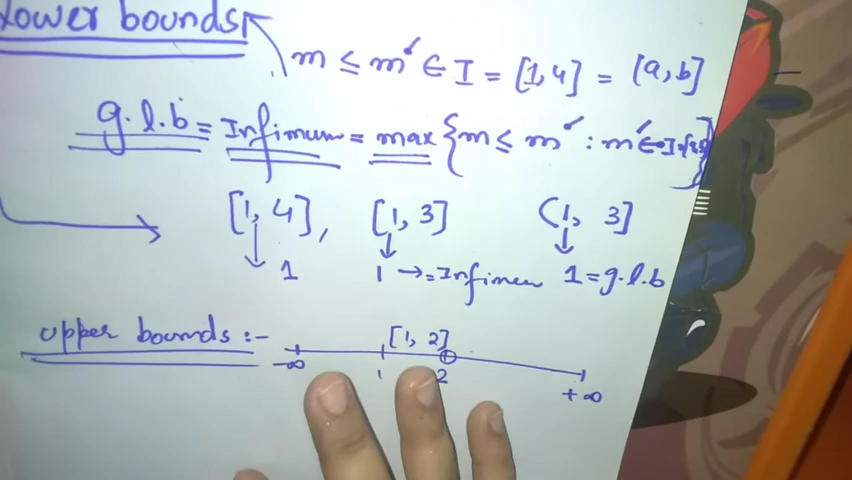 Lower bounds
m ≤ m′ ∈ I = [1,4] = [a,b]
g.l.b = Infimum = max {m ≤ m′ : m′ ∈ I
[1, 4], [1, 3] (1, 3]
1 1 → = Infimum 1 = g.l.b
upper bounds :-
[1, 2]
-∞ 1 2 +∞